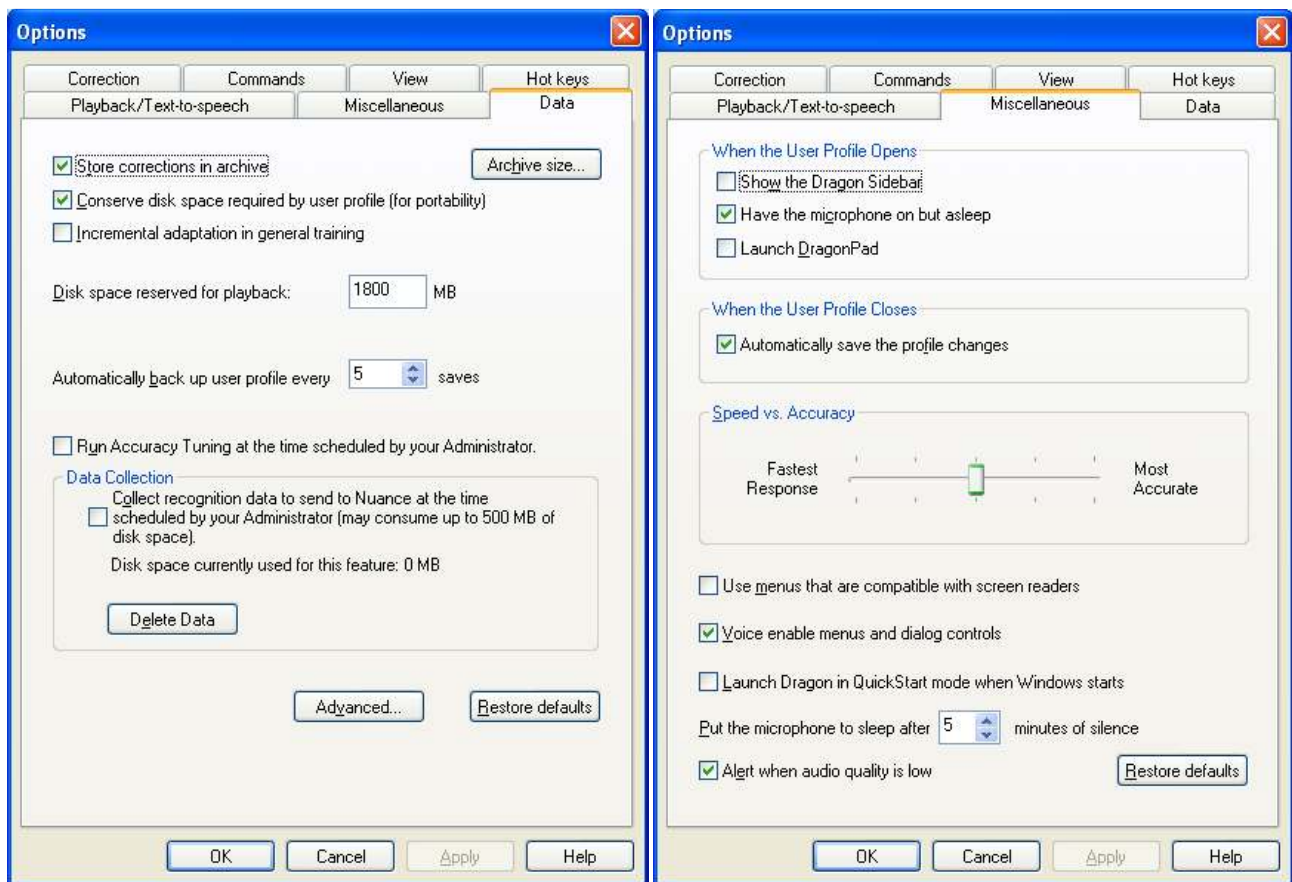 Options
Correction
Commands
View
Hot keys
Playback/Text-to-speech
Miscellaneous
Data
Store corrections in archive
Archive size...
Conserve disk space required by user profile (for portability)
Incremental adaptation in general training
Disk space reserved for playback:
1800
MB
Automatically back up user profile every
5
saves
Run Accuracy Tuning at the time scheduled by your Administrator.
Data Collection
Collect recognition data to send to Nuance at the time
scheduled by your Administrator (may consume up to 500 MB of
disk space).
Disk space currently used for this feature: 0 MB
Delete Data
Advanced...
Restore defaults
OK
Cancel
Apply
Help
Options
Correction
Commands
View
Hot keys
Playback/Text-to-speech
Miscellaneous
Data
When the User Profile Opens
Show the Dragon Sidebar
Have the microphone on but asleep
Launch DragonPad
When the User Profile Closes
Automatically save the profile changes
Speed vs. Accuracy
Fastest
Response
Most
Accurate
Use menus that are compatible with screen readers
Voice enable menus and dialog controls
Launch Dragon in QuickStart mode when Windows starts
Put the microphone to sleep after
5
minutes of silence
Alert when audio quality is low
Restore defaults
OK
Cancel
Apply
Help